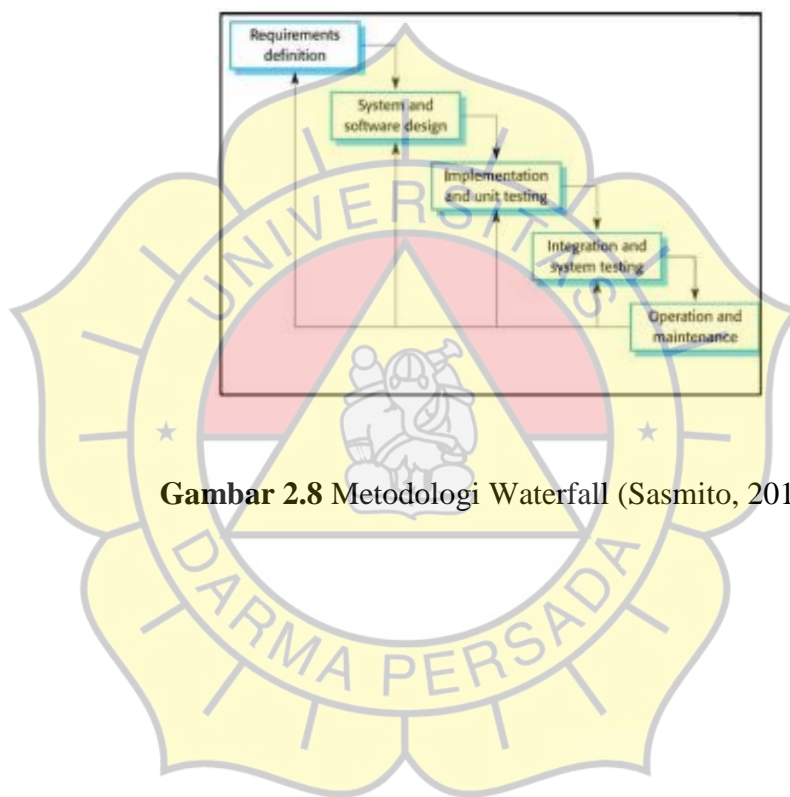 Requirements
definition
System and
software design
Implementation
and unit testing
Integration and
system testing
Operation and
maintenance
UNIVERSITAS
Gambar 2.8 Metodologi Waterfall (Sasmito, 201
DARMA PERSADA